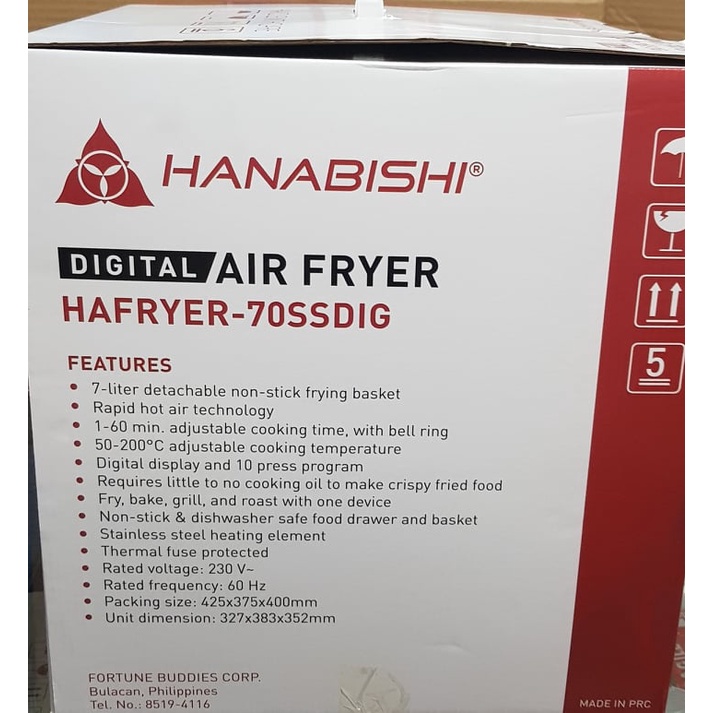 HANABISHI®
DIGITAL AIR FRYER
HAFRYER-70SSDIG
FEATURES
• 7-liter detachable non-stick frying basket
• Rapid hot air technology
• 1-60 min. adjustable cooking time, with bell ring
• 50-200°C adjustable cooking temperature
• Digital display and 10 press program
• Requires little to no cooking oil to make crispy fried food
• Fry, bake, grill, and roast with one device
• Non-stick & dishwasher safe food drawer and basket
• Stainless steel heating element
• Thermal fuse protected
• Rated voltage: 230 V~
• Rated frequency: 60 Hz
• Packing size: 425x375x400mm
• Unit dimension: 327x383x352mm
FORTUNE BUDDIES CORP.
Bulacan, Philippines
Tel. No.: 8519-4116
5
MADE IN PRC